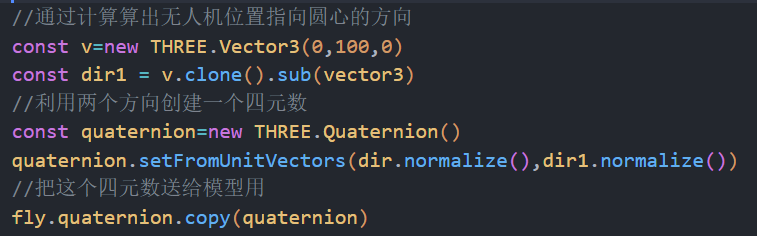 //通过计算算出无人机位置指向圆心的方向
const v=new THREE.Vector3(0,100,0)
const dir1 = v.clone().sub(vector3)
//利用两个方向创建一个四元数
const quaternion=new THREE.Quaternion()
quaternion.setFromUnitVectors(dir.normalize(),dir1.normalize())
//把这个四元数送给模型用
fly.quaternion.copy(quaternion)